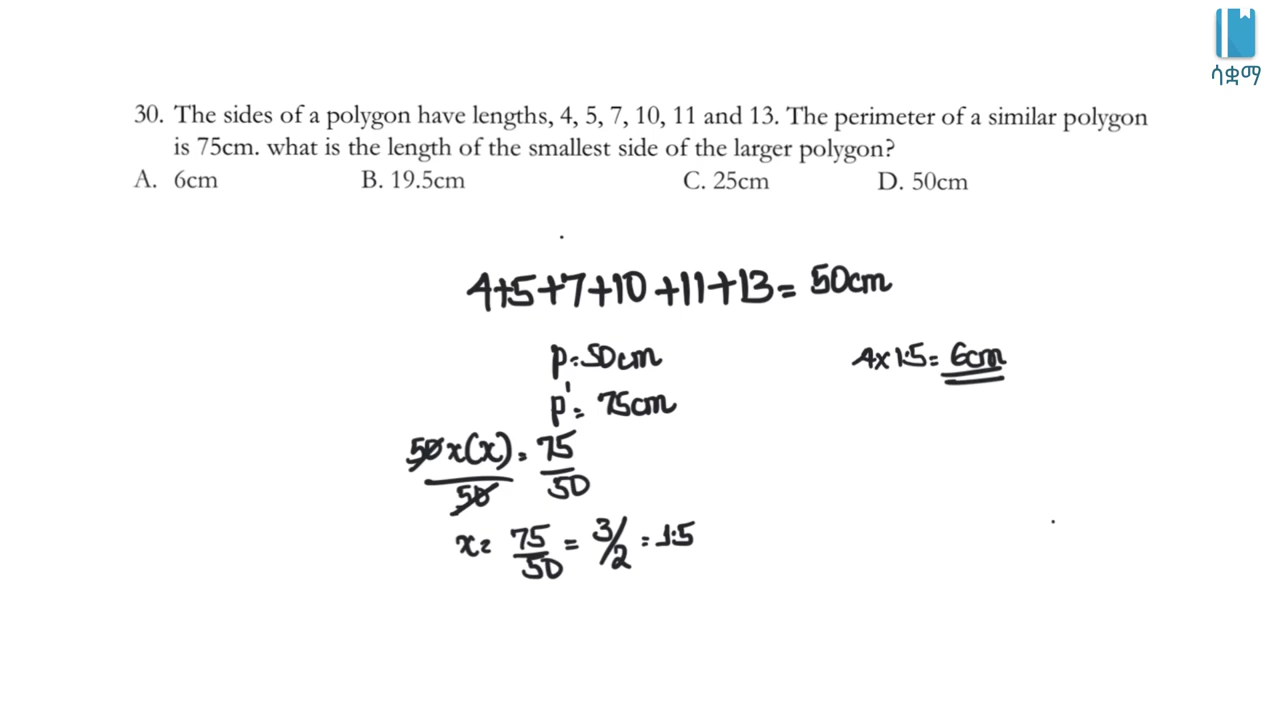 ሳቋማ
30. The sides of a polygon have lengths, 4, 5, 7, 10, 11 and 13. The perimeter of a similar polygon
is 75cm. what is the length of the smallest side of the larger polygon?
A. 6cm B. 19.5cm C. 25cm D. 50cm
4+5+7+10+11+13= 50cm
p=50cm 4x1.5= 6cm
p'= 75cm
50x(x) = 75
50 50
x= 75 = 3/2 = 1.5
50